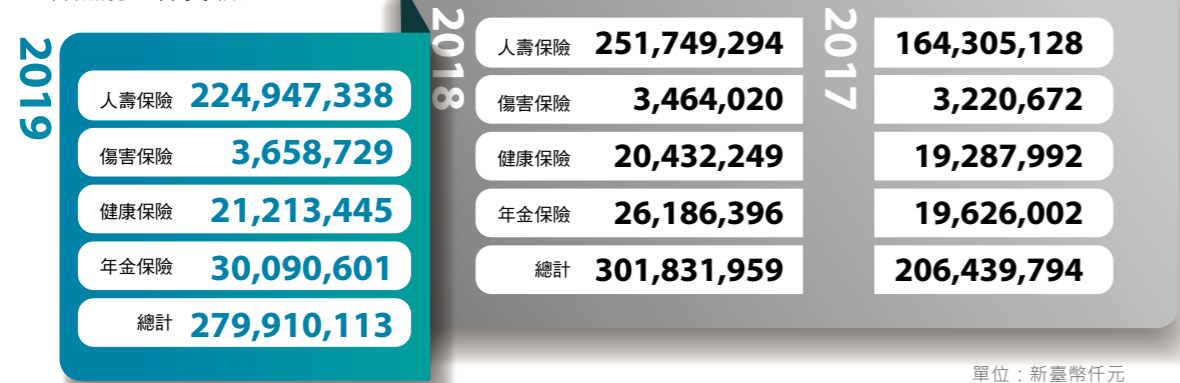 2019
人壽保險 224,947,338
傷害保險 3,658,729
健康保險 21,213,445
年金保險 30,090,601
總計 279,910,113
2018
人壽保險 251,749,294
傷害保險 3,464,020
健康保險 20,432,249
年金保險 26,186,396
總計 301,831,959
2017
164,305,128
3,220,672
19,287,992
19,626,002
206,439,794
單位：新臺幣仟元